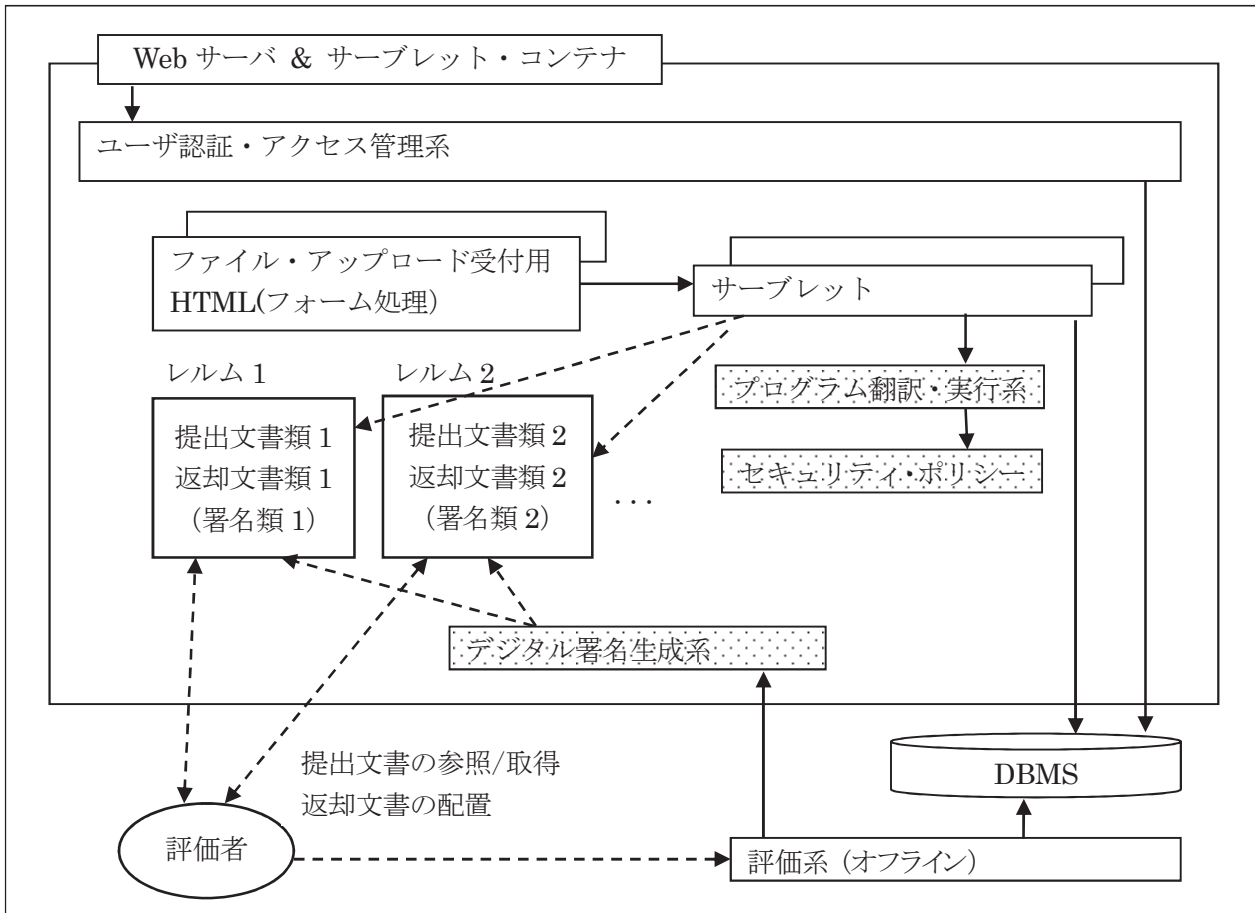 Web サーバ & サーブレット・コンテナ
ユーザ認証・アクセス管理系
ファイル・アップロード受付用
HTML(フォーム処理)
サーブレット
レルム 1
レルム 2
プログラム翻訳・実行系
提出文書類 1
返却文書類 1
(署名類 1)
提出文書類 2
返却文書類 2
(署名類 2)
...
セキュリティ・ポリシー
デジタル署名生成系
提出文書の参照/取得
返却文書の配置
DBMS
評価者
評価系 (オフライン)